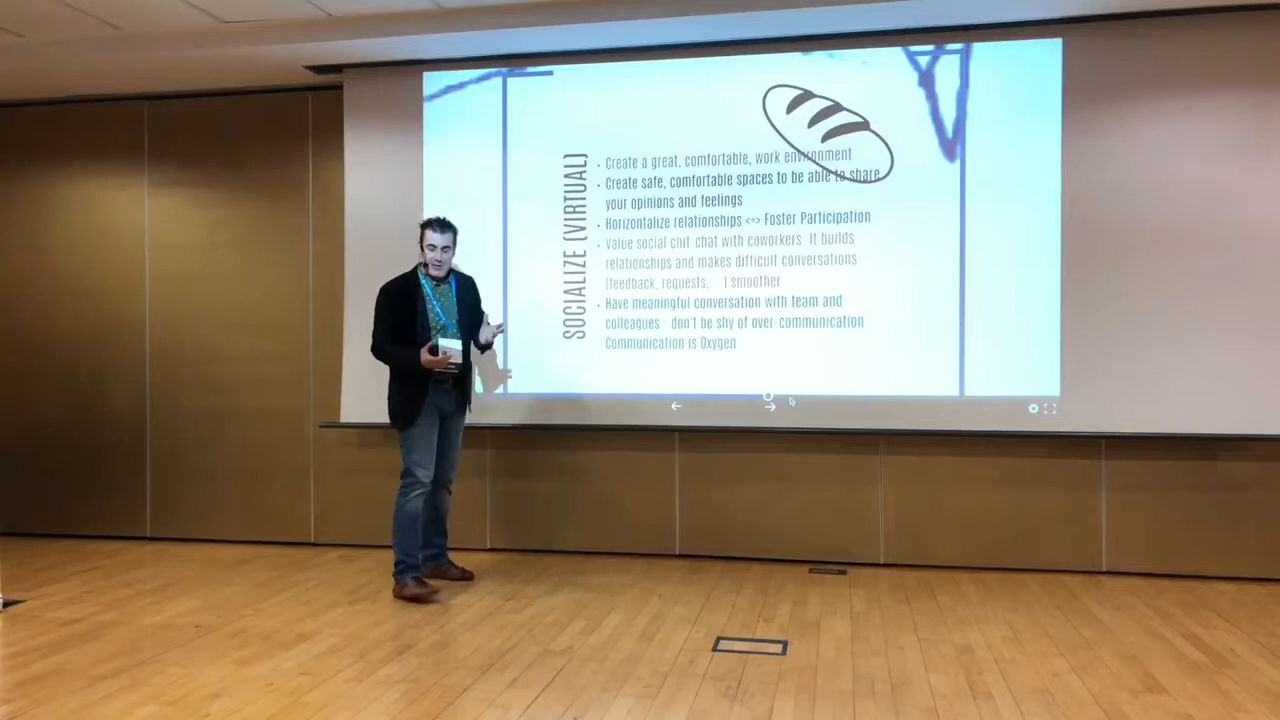 SOCIALIZE (VIRTUAL)
• Create a great, comfortable, work environment
• Create safe, comfortable spaces to be able to share
your opinions and feelings
• Horizontalize relationships <=> Foster Participation
• Value social chit-chat with coworkers. It builds
relationships and makes difficult conversations
(feedback, requests, ...) smoother
• Have meaningful conversation with team and
colleagues - don't be shy of over-communication
Communication is Oxygen